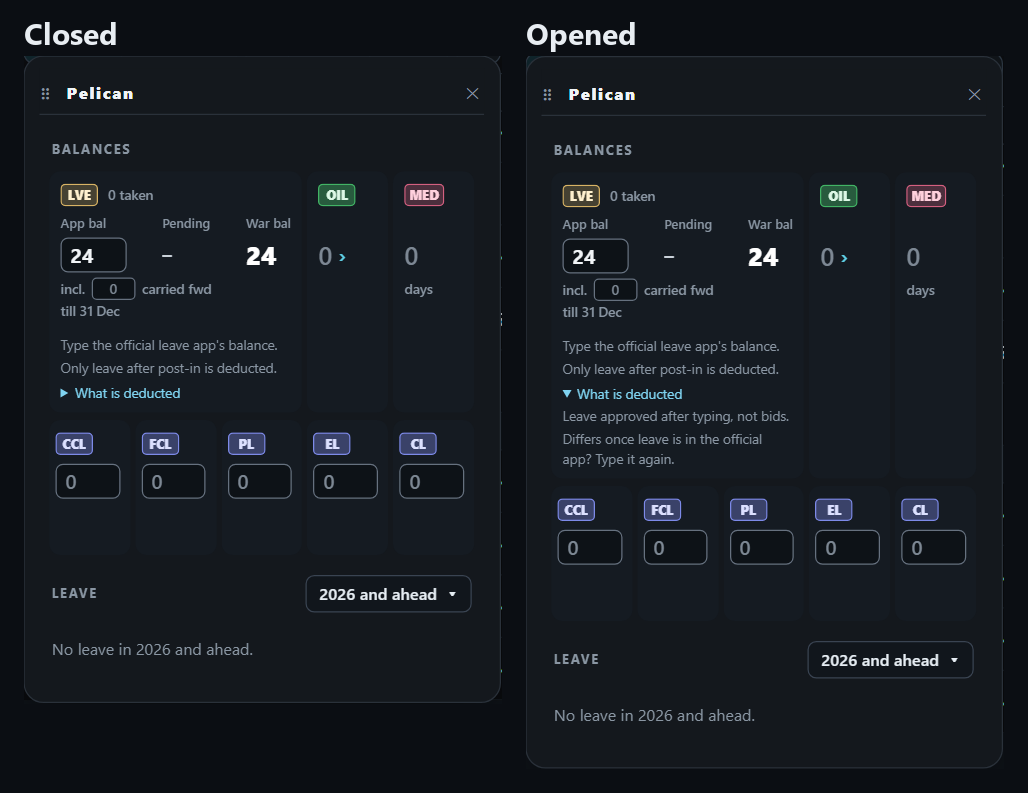 Closed
Pelican
BALANCES
LVE 0 taken
OIL
MED
App bal Pending War bal
24 – 24
0 ›
0
incl. 0 carried fwd
till 31 Dec
days
Type the official leave app's balance.
Only leave after post-in is deducted.
What is deducted
CCL FCL PL EL CL
0 0 0 0 0
LEAVE 2026 and ahead
No leave in 2026 and ahead.
Opened
Pelican
BALANCES
LVE 0 taken
OIL
MED
App bal Pending War bal
24 – 24
0 ›
0
incl. 0 carried fwd
till 31 Dec
days
Type the official leave app's balance.
Only leave after post-in is deducted.
What is deducted
Leave approved after typing, not bids.
Differs once leave is in the official
app? Type it again.
CCL FCL PL EL CL
0 0 0 0 0
LEAVE 2026 and ahead
No leave in 2026 and ahead.